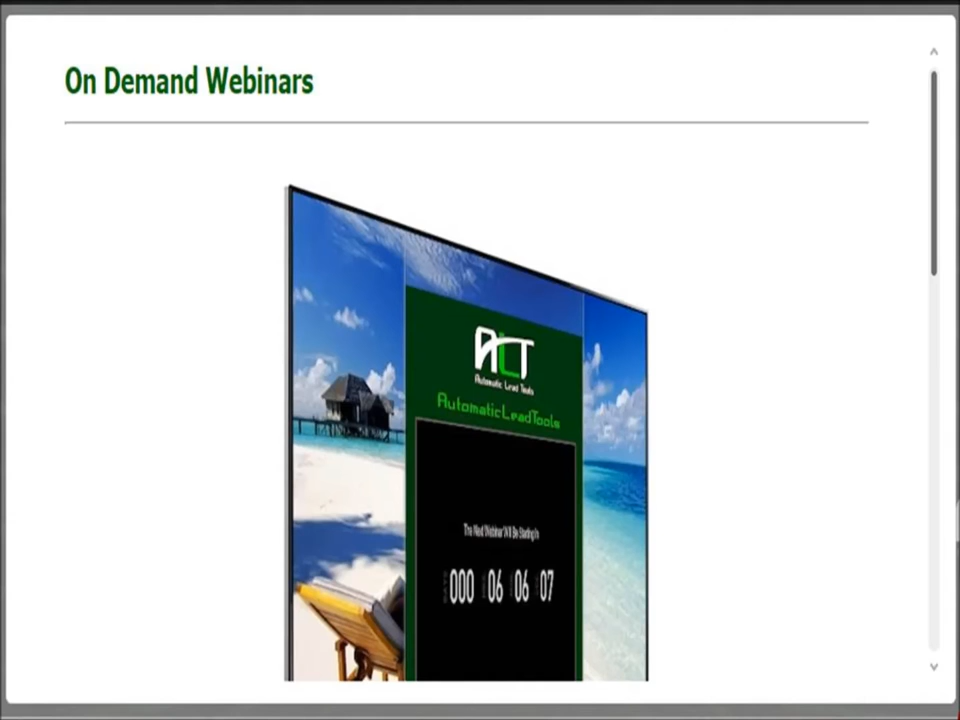 On Demand Webinars
ALT
Automatic Lead Tools
AutomaticLeadTools
The Next Webinar Will Be Starting In
000 06 06 07